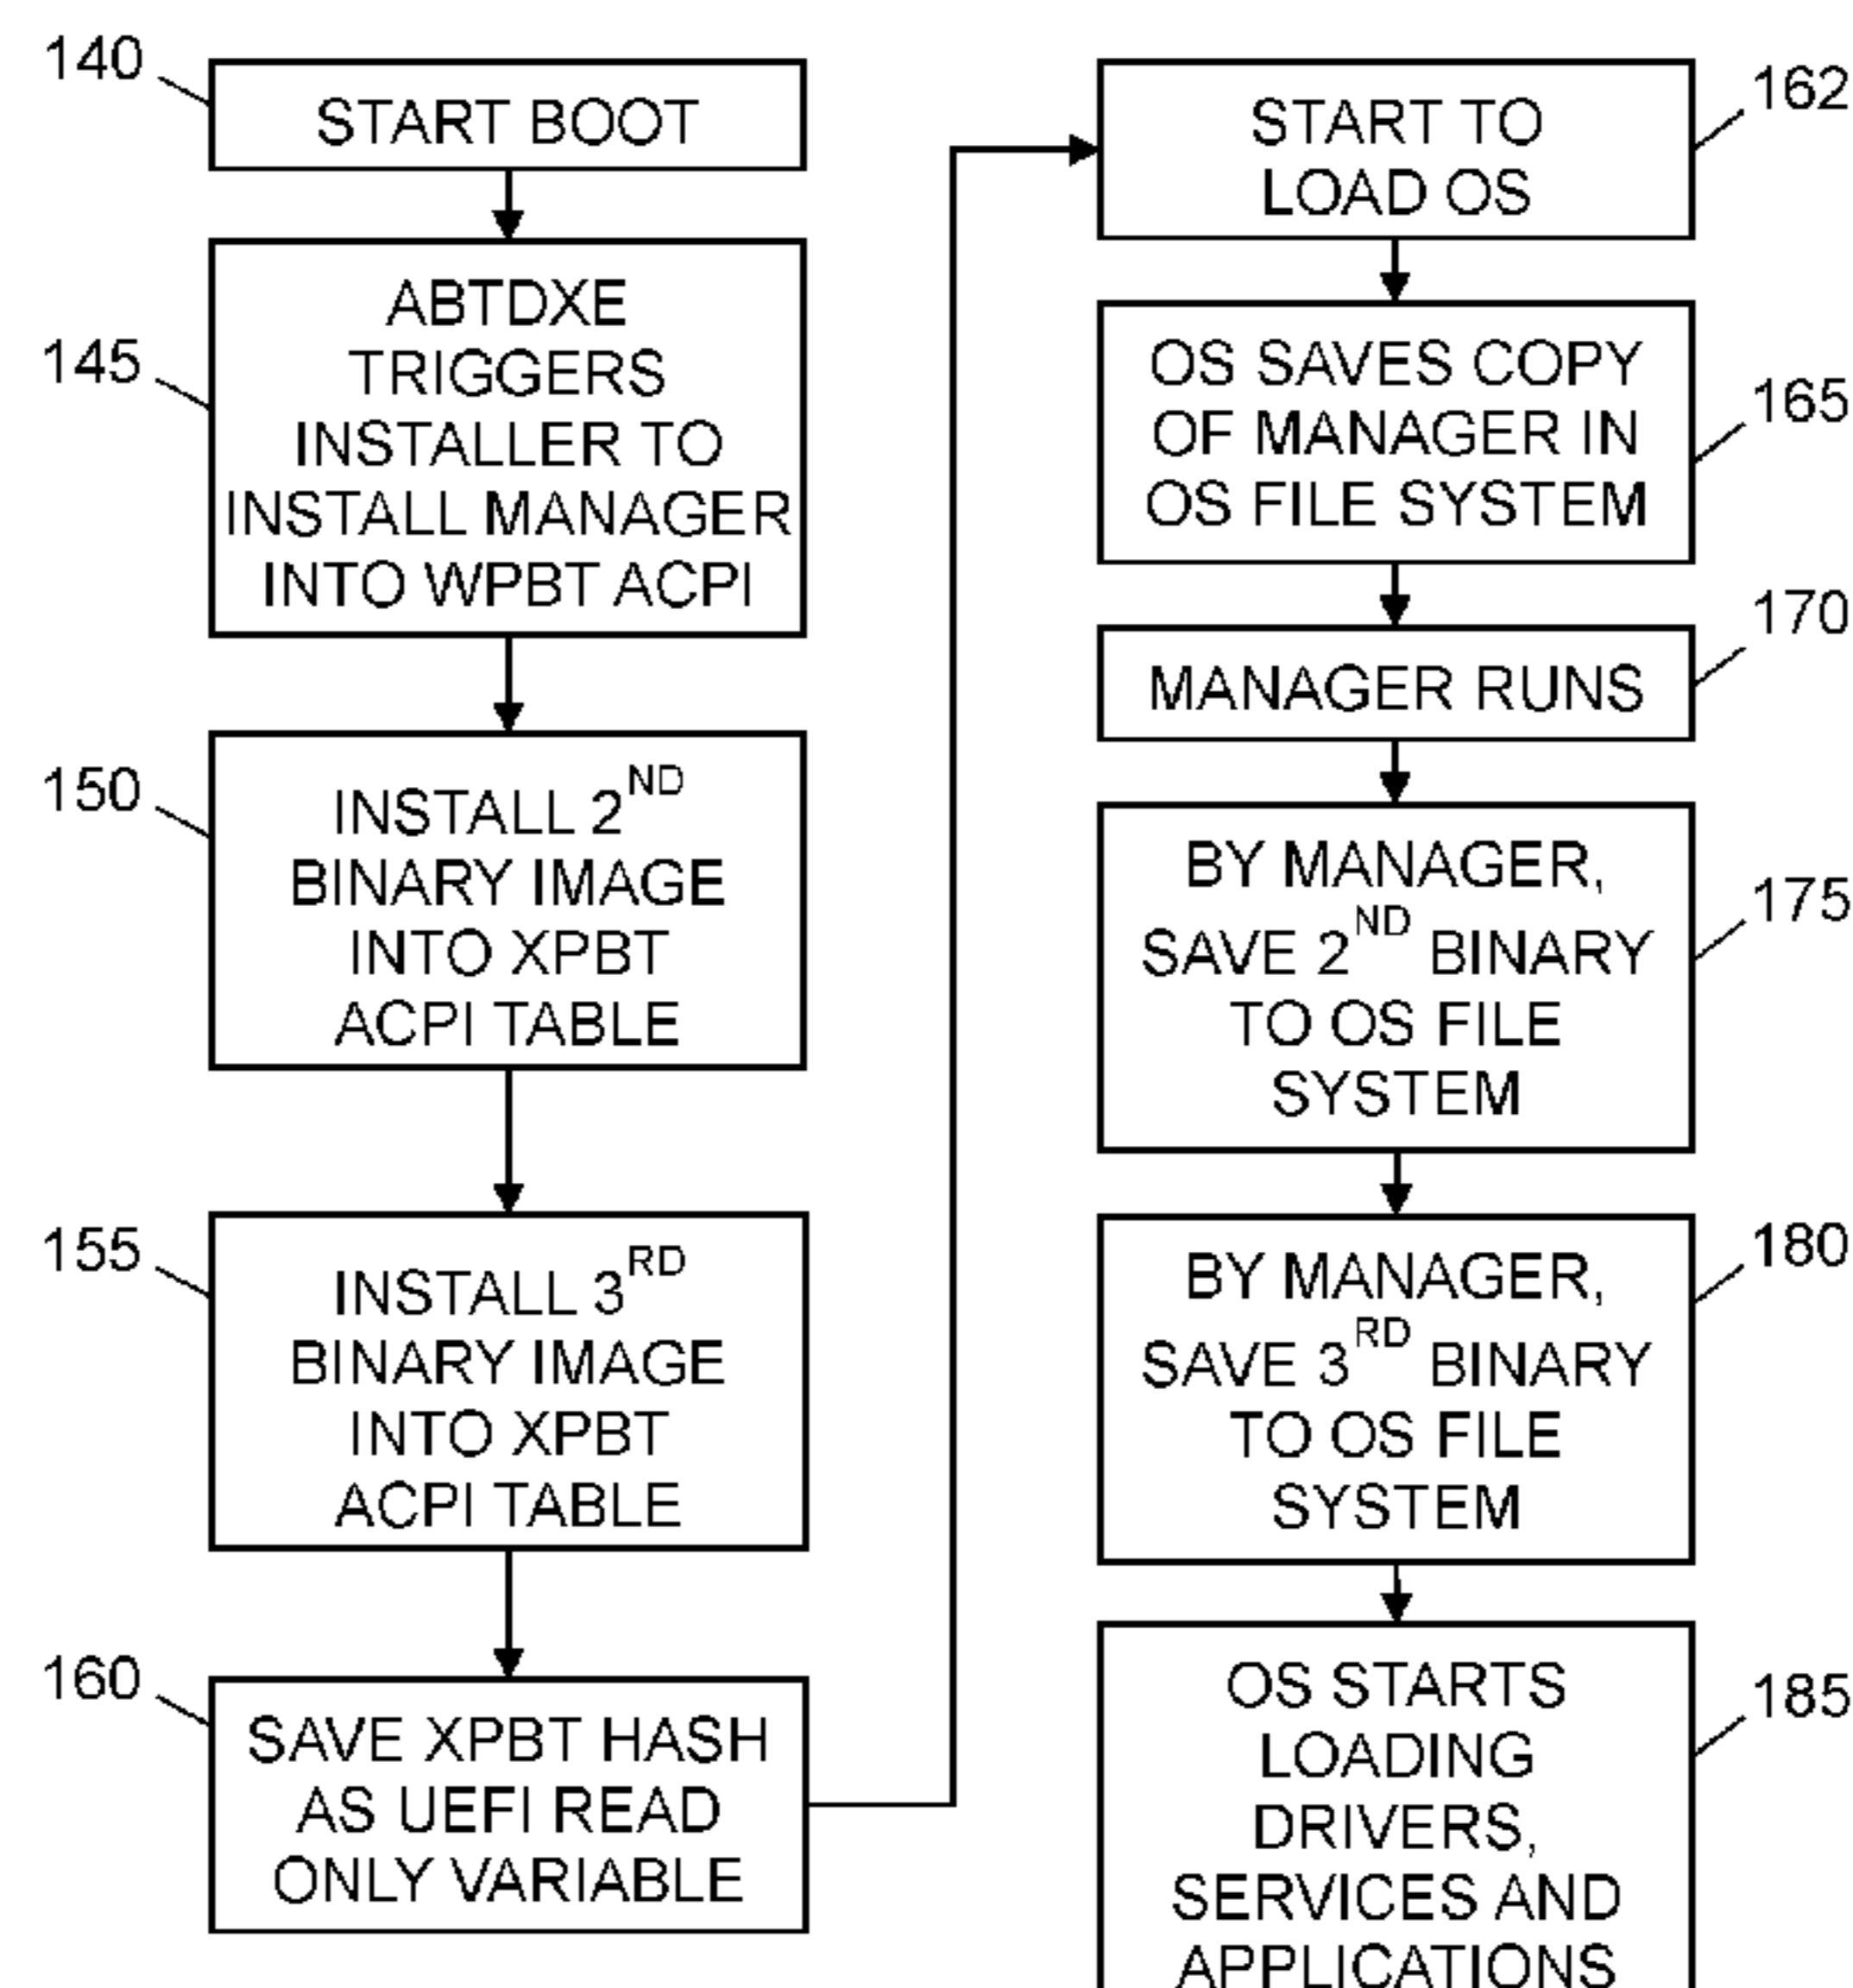 140
START BOOT
145
ABTDXE
TRIGGERS
INSTALLER TO
INSTALL MANAGER
INTO WPBT ACPI
150
INSTALL 2ND
BINARY IMAGE
INTO XPBT
ACPI TABLE
155
INSTALL 3RD
BINARY IMAGE
INTO XPBT
ACPI TABLE
160
SAVE XPBT HASH
AS UEFI READ
ONLY VARIABLE
162
START TO
LOAD OS
165
OS SAVES COPY
OF MANAGER IN
OS FILE SYSTEM
170
MANAGER RUNS
175
BY MANAGER,
SAVE 2ND BINARY
TO OS FILE
SYSTEM
180
BY MANAGER,
SAVE 3RD BINARY
TO OS FILE
SYSTEM
185
OS STARTS
LOADING
DRIVERS,
SERVICES AND
APPLICATIONS